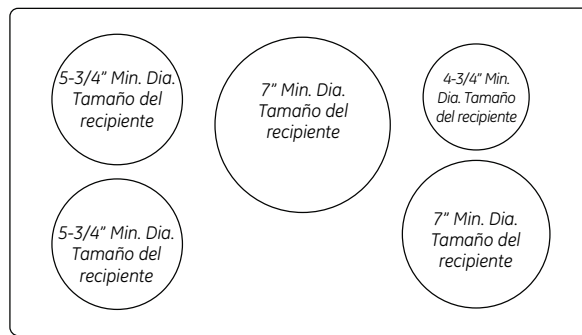 5-3/4" Min. Dia.
Tamaño del
recipiente
7" Min. Dia.
Tamaño del
recipiente
4-3/4" Min.
Dia. Tamaño
del recipiente
5-3/4" Min. Dia.
Tamaño del
recipiente
7" Min. Dia.
Tamaño del
recipiente